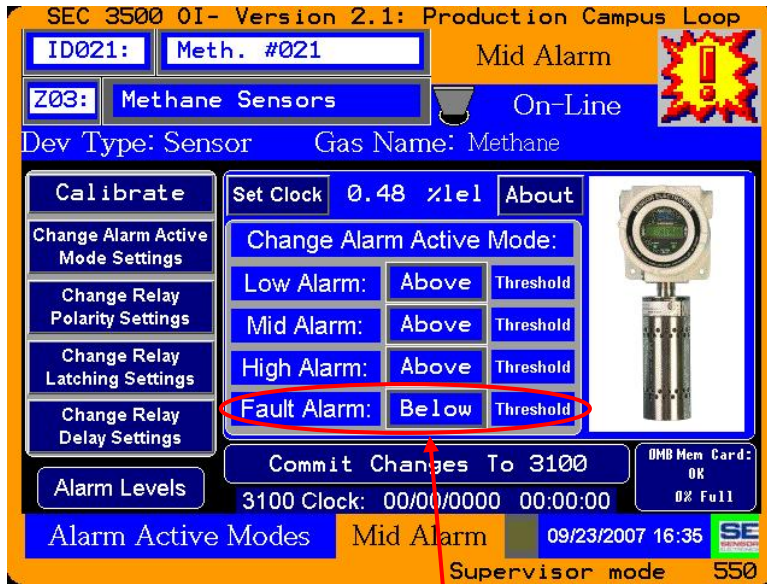 SEC 3500 OI- Version 2.1: Production Campus Loop
ID021: Meth. #021
Mid Alarm
Z03: Methane Sensors
On-Line
Dev Type: Sensor Gas Name: Methane
Calibrate
Change Alarm Active
Mode Settings
Change Relay
Polarity Settings
Change Relay
Latching Settings
Change Relay
Delay Settings
Alarm Levels
Set Clock 0.48 %lel About
Change Alarm Active Mode:
Low Alarm: Above Threshold
Mid Alarm: Above Threshold
High Alarm: Above Threshold
Fault Alarm: Below Threshold
Commit Changes To 3100
3100 Clock: 00/00/0000 00:00:00
0MB Mem Card:
OK
0% Full
Alarm Active Modes Mid Alarm 09/23/2007 16:35 SE
SENSOR
Supervisor mode 550